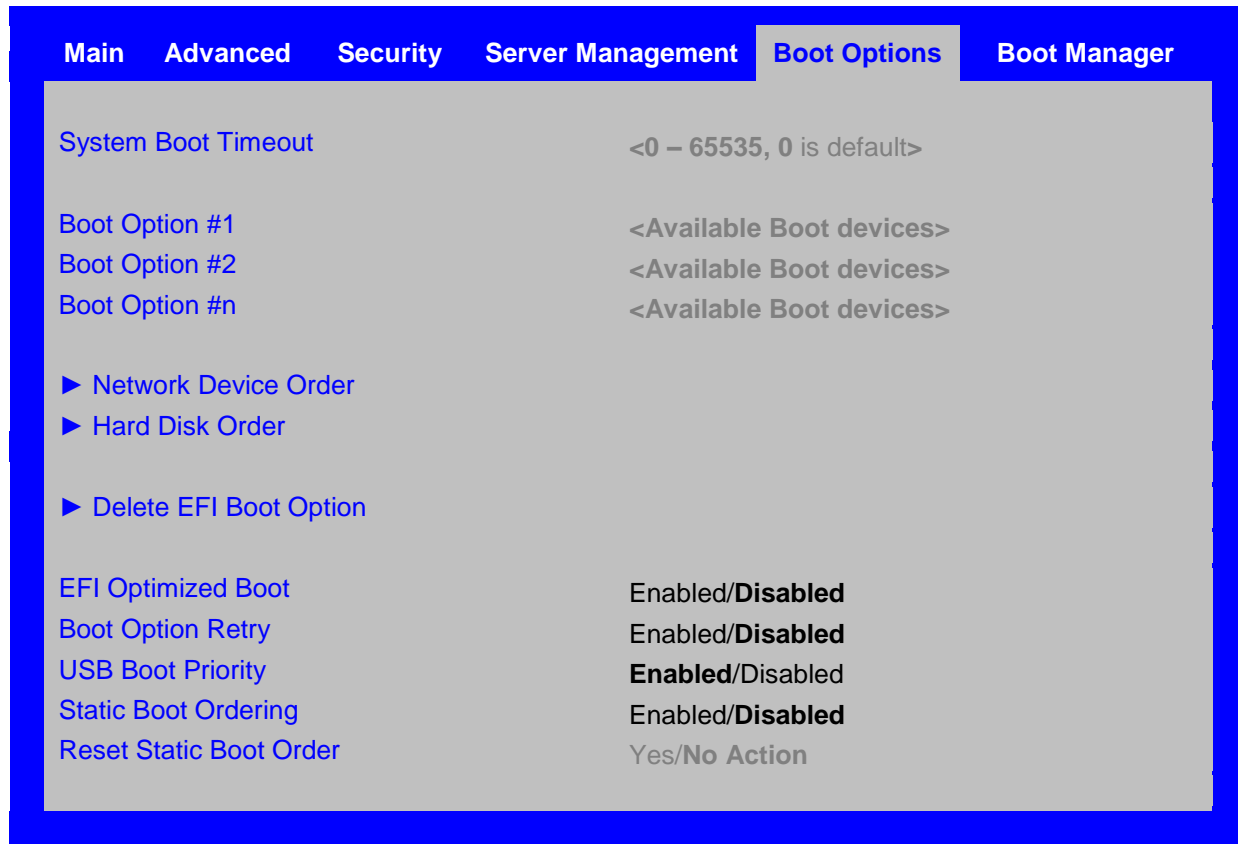 Main Advanced Security Server Management Boot Options Boot Manager
System Boot Timeout <0 – 65535, 0 is default>
Boot Option #1 <Available Boot devices>
Boot Option #2 <Available Boot devices>
Boot Option #n <Available Boot devices>
► Network Device Order
► Hard Disk Order
► Delete EFI Boot Option
EFI Optimized Boot Enabled/Disabled
Boot Option Retry Enabled/Disabled
USB Boot Priority Enabled/Disabled
Static Boot Ordering Enabled/Disabled
Reset Static Boot Order Yes/No Action